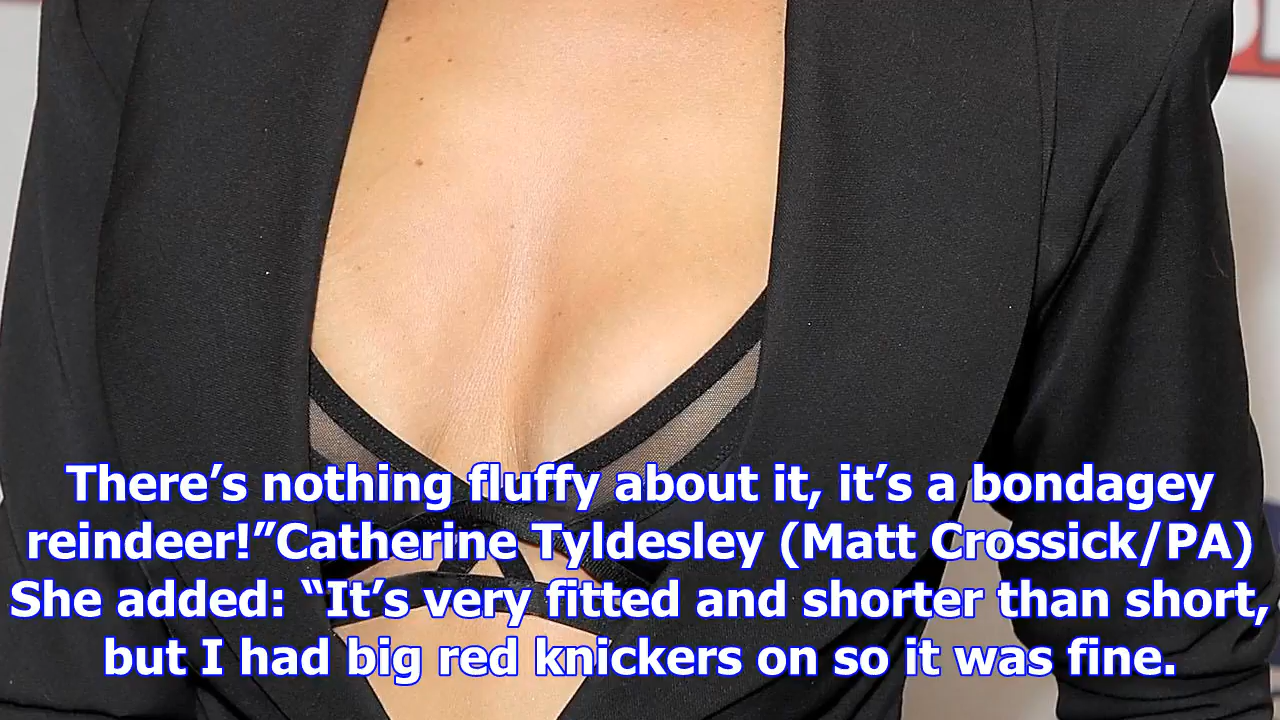 There’s nothing fluffy about it, it’s a bondagey
reindeer!”Catherine Tyldesley (Matt Crossick/PA)
She added: “It’s very fitted and shorter than short,
but I had big red knickers on so it was fine.